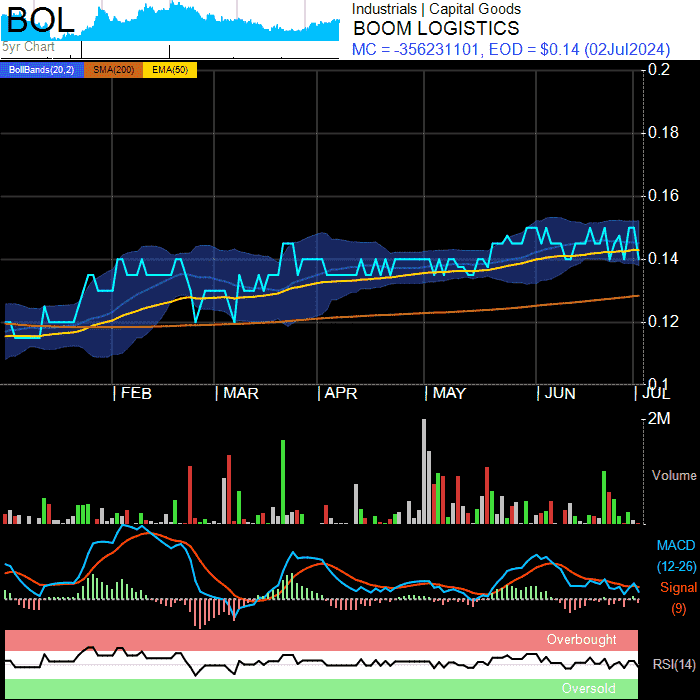 BOL
5yr Chart
Industrials | Capital Goods
BOOM LOGISTICS
MC = -356231101, EOD = $0.14 (02Jul2024)
BollBands(20,2) SMA(200) EMA(50)
0.2
0.18
0.16
0.14
0.12
0.1
FEB MAR APR MAY JUN JUL
2M
Volume
MACD
(12-26)
Signal
(9)
Overbought
RSI(14)
Oversold